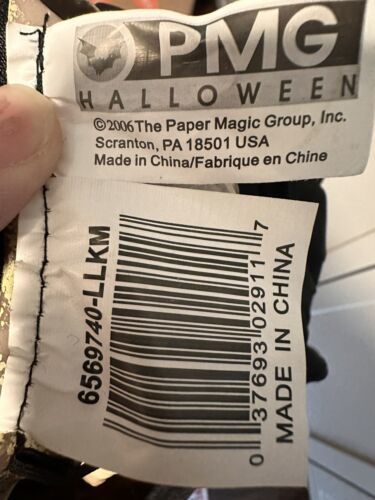 PMG
HALLOWEEN
©2006 The Paper Magic Group, Inc.
Scranton, PA 18501 USA
Made in China/Fabrique en Chine
6569740-LLKM
0 37693 02911 7
MADE IN CHINA